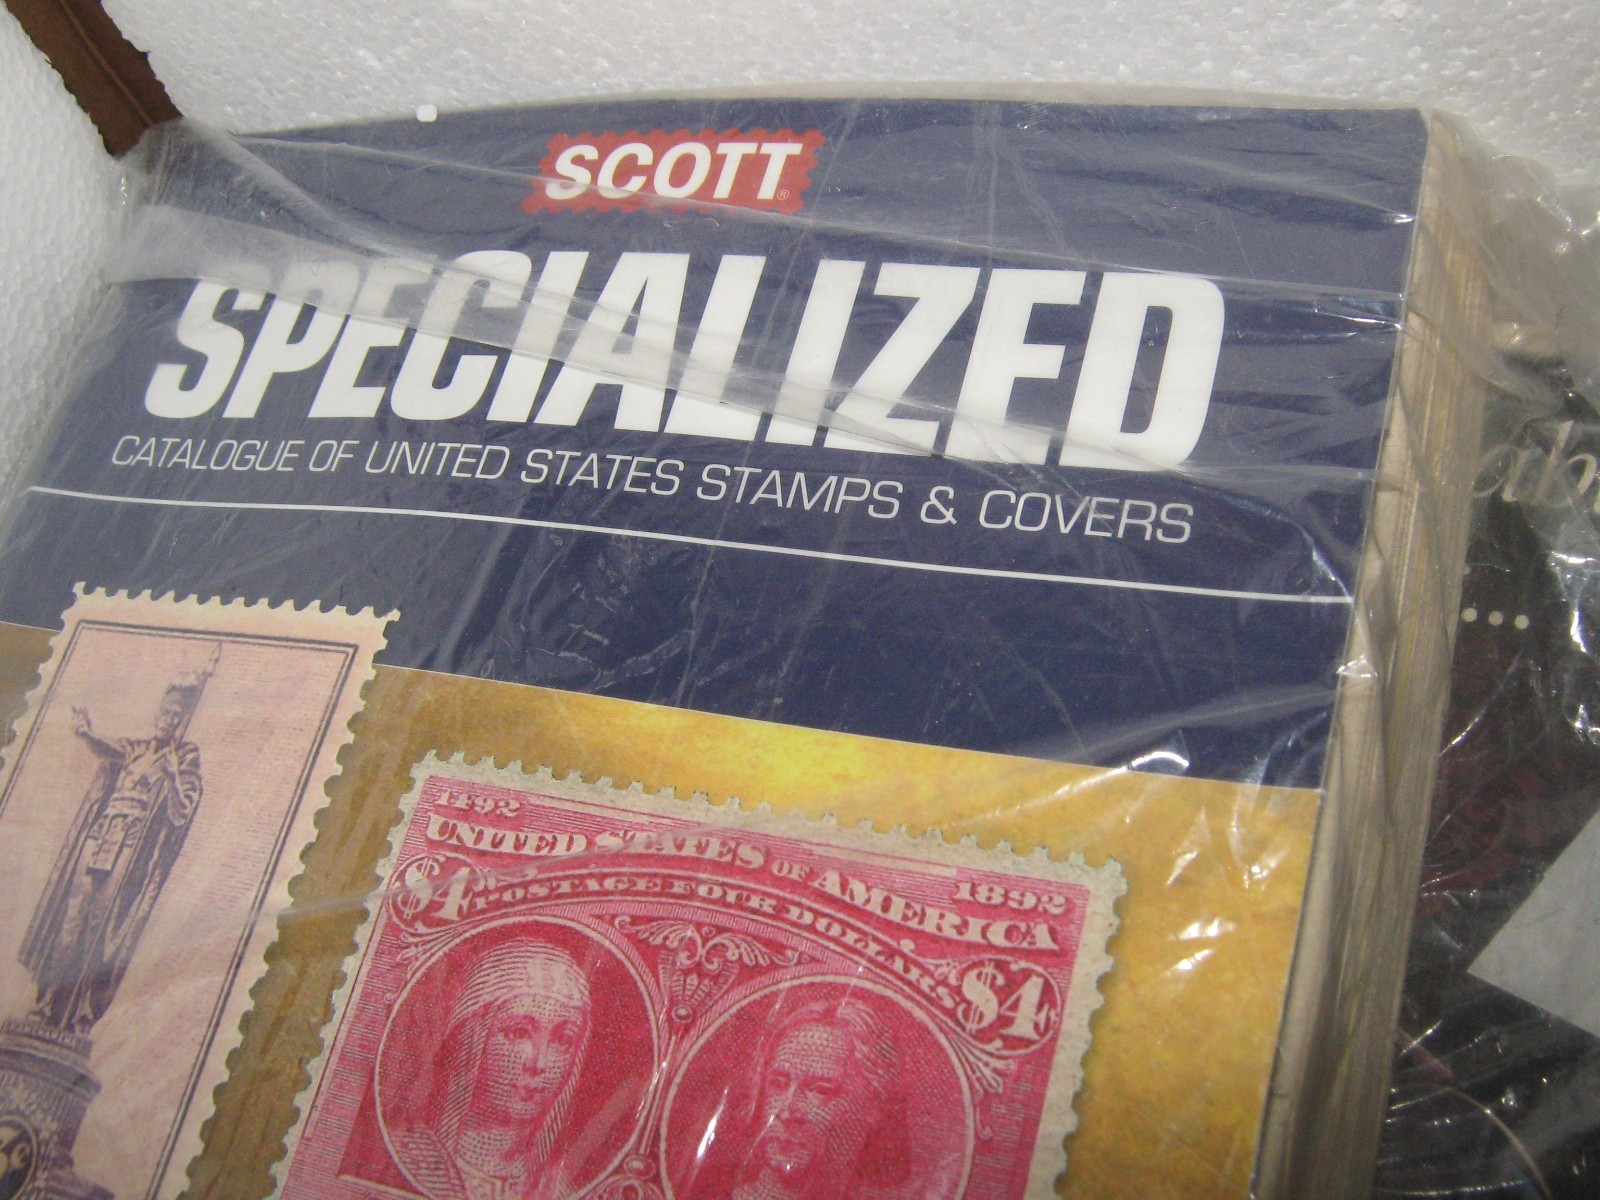 SCOTT®
SPECIALIZED
CATALOGUE OF UNITED STATES STAMPS & COVERS
1492
UNITED STATES OF AMERICA
1892
$4
POSTAGE FOUR DOLLARS
$4